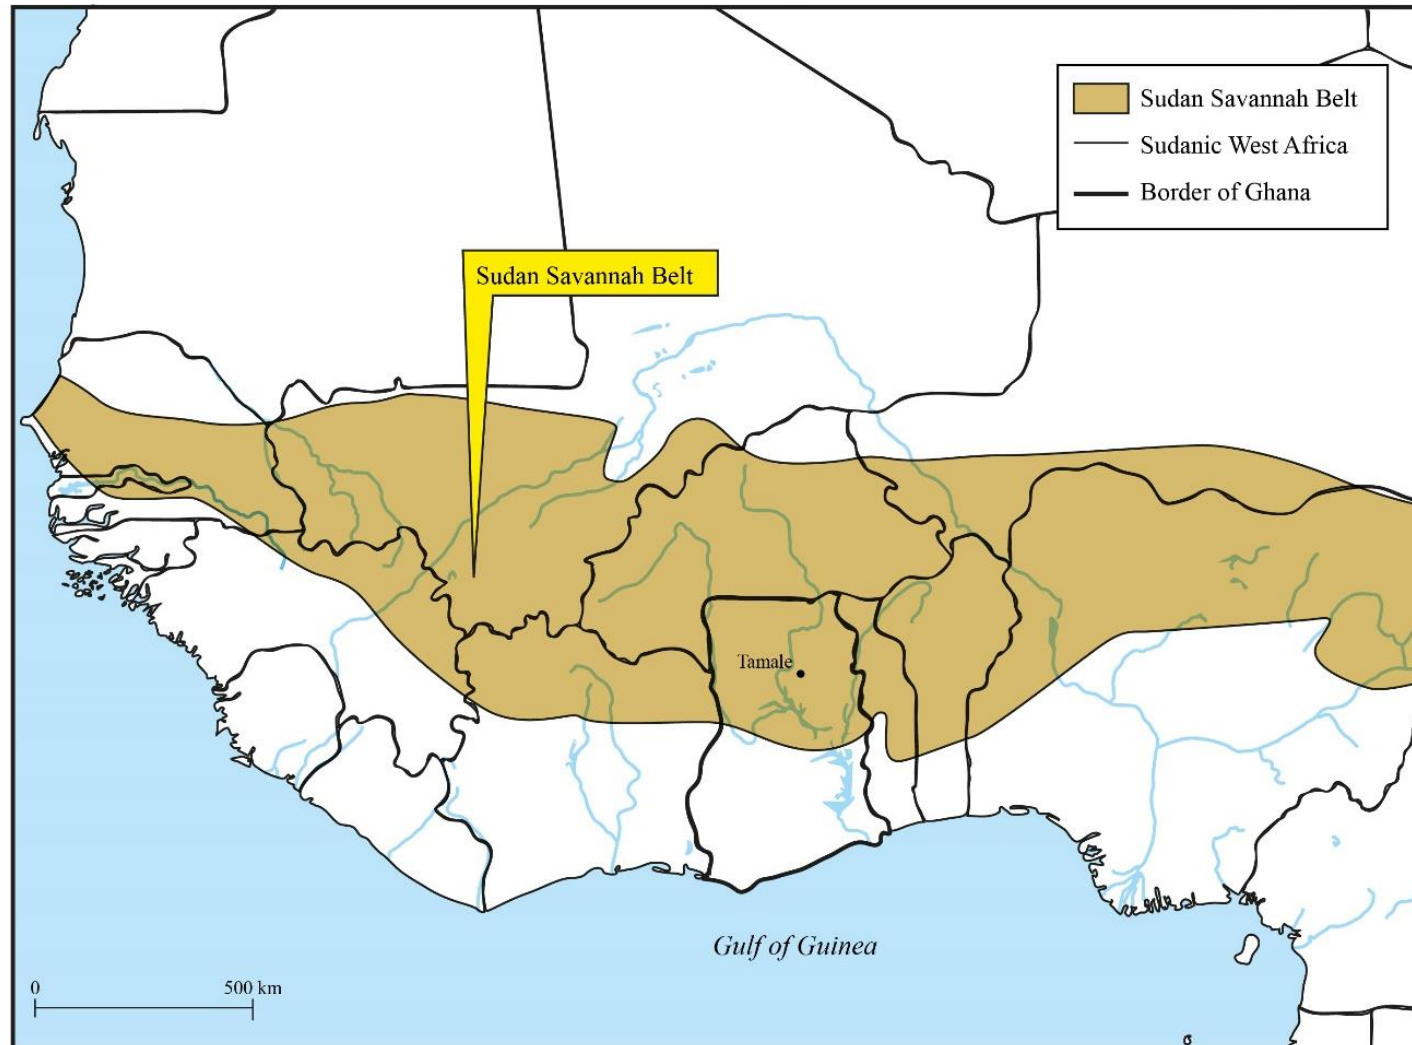 Sudan Savannah Belt
Sudanic West Africa
Border of Ghana
Sudan Savannah Belt
Tamale
Gulf of Guinea
0 500 km